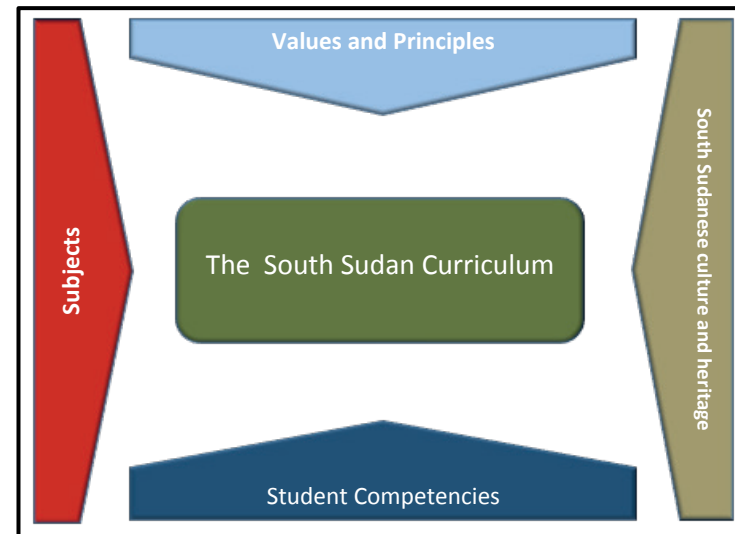 Values and Principles
Subjects
The South Sudan Curriculum
South Sudanese culture and heritage
Student Competencies